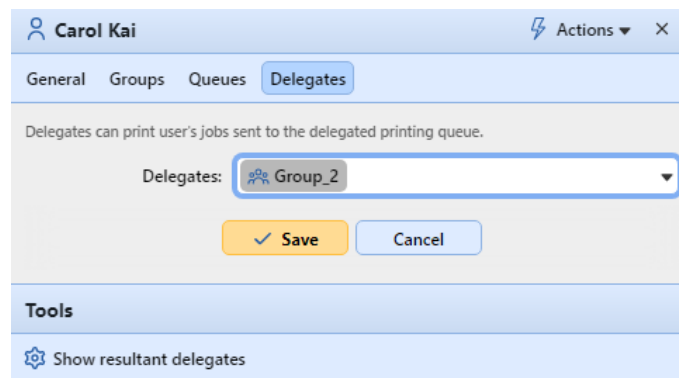 Carol Kai
Actions
General Groups Queues Delegates
Delegates can print user's jobs sent to the delegated printing queue.
Delegates: Group_2
Save Cancel
Tools
Show resultant delegates